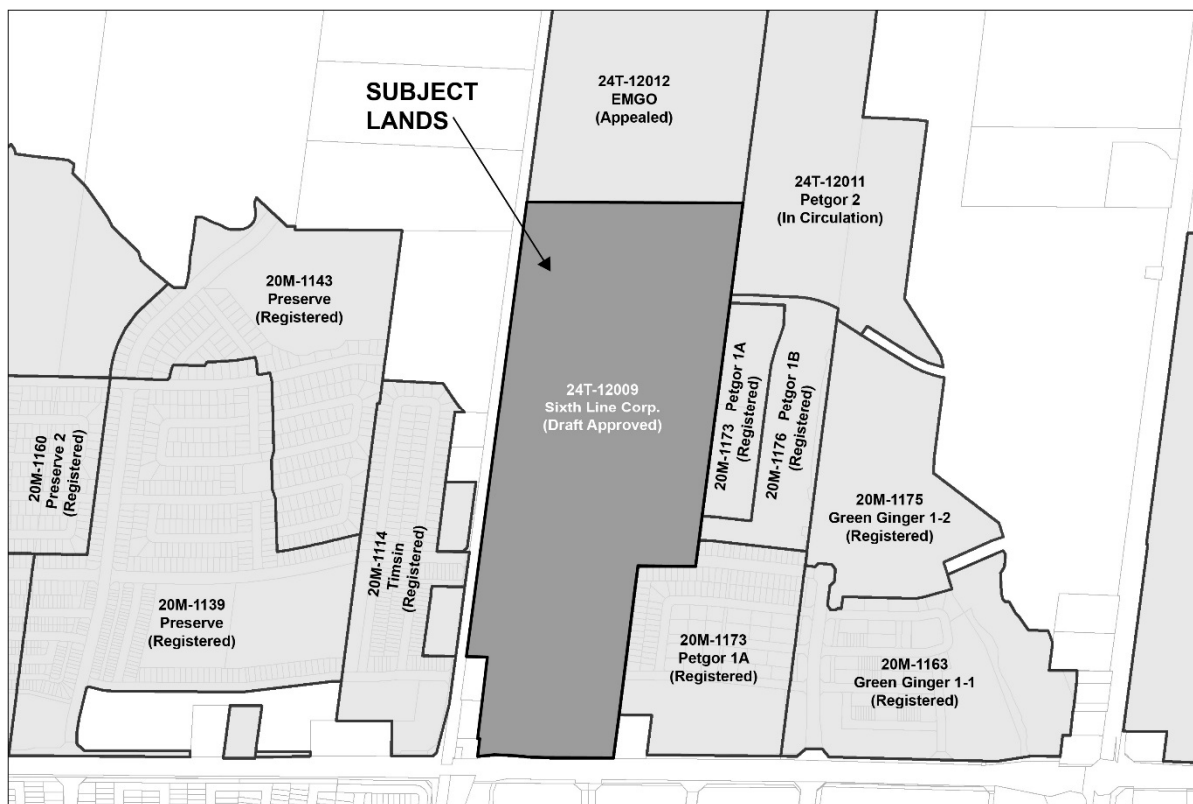 24T-12012
EMGO
(Appealed)
SUBJECT
LANDS
24T-12011
Petgor 2
(In Circulation)
20M-1143
Preserve
(Registered)
24T-12009
Sixth Line Corp.
(Draft Approved)
20M-1173 Petgor 1A
(Registered)
20M-1176 Petgor 1B
(Registered)
20M-1160
Preserve 2
(Registered)
20M-1175
Green Ginger 1-2
(Registered)
20M-1114
Timsin
(Registered)
20M-1139
Preserve
(Registered)
20M-1173
Petgor 1A
(Registered)
20M-1163
Green Ginger 1-1
(Registered)